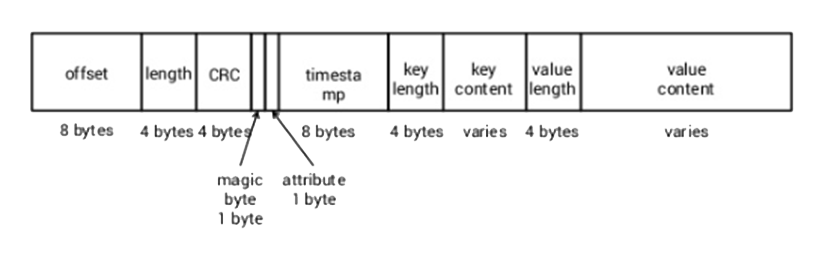 offset
length
CRC
timesta
mp
key
length
key
content
value
length
value
content
8 bytes
4 bytes
4 bytes
8 bytes
4 bytes
varies
4 bytes
varies
magic
byte
1 byte
attribute
1 byte